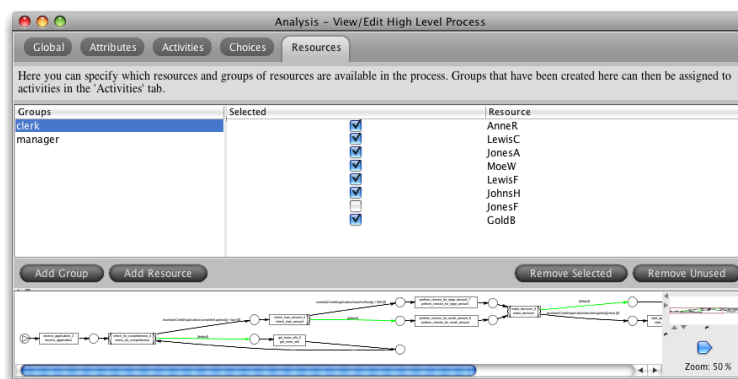 Analysis – View/Edit High Level Process
Global Attributes Activities Choices Resources
Here you can specify which resources and groups of resources are available in the process. Groups that have been created here can then be assigned to
activities in the 'Activities' tab.
Groups Selected Resource
clerk AnneR
manager LewisC
JonesA
MoeW
LewisF
JohnsH
JonesF
GoldB
Add Group Add Resource Remove Selected Remove Unused
[default]
[default]
[default]
Zoom: 50 %